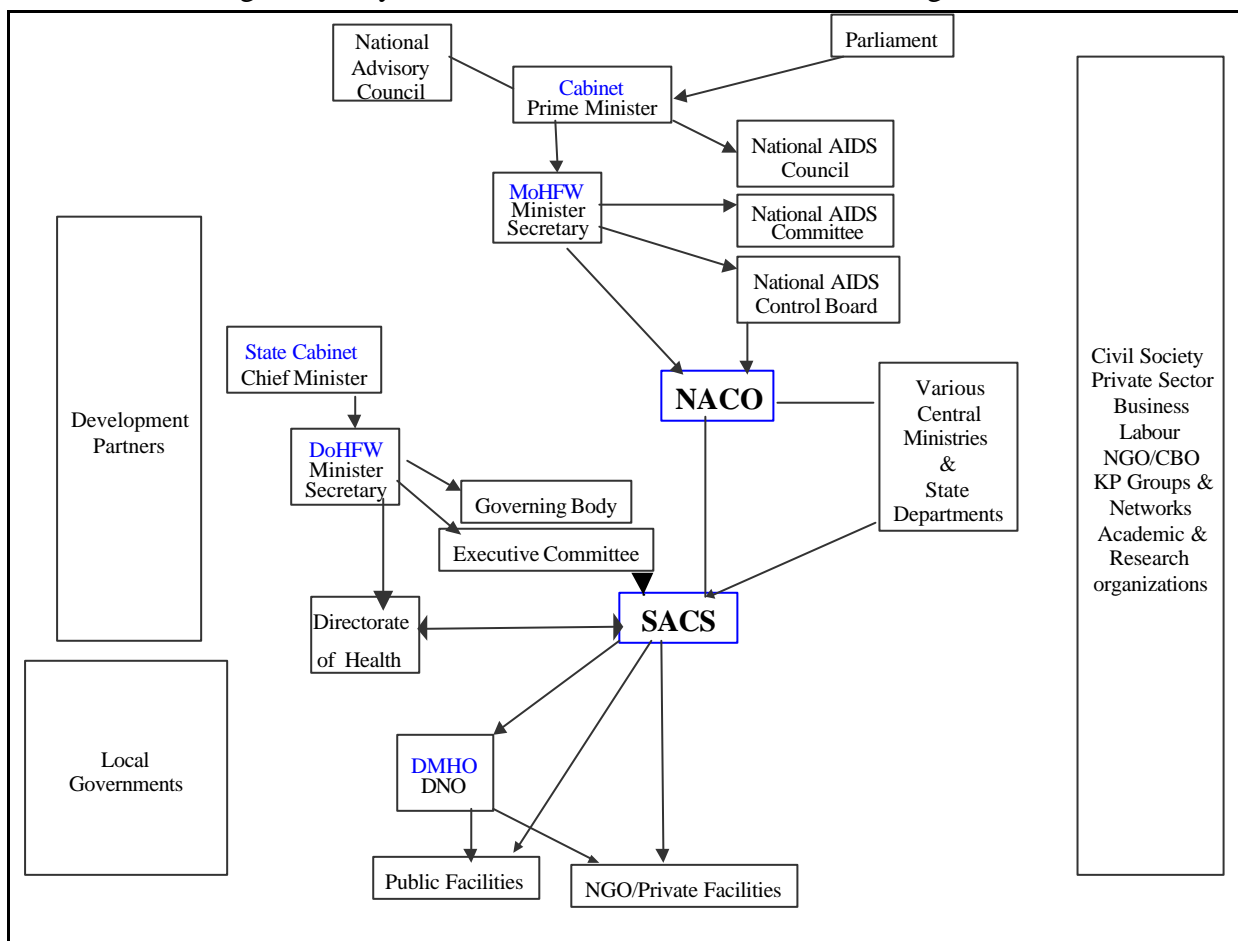 National
Advisory
Council
Parliament
Cabinet
Prime Minister
National AIDS
Council
MoHFW
Minister
Secretary
National AIDS
Committee
National AIDS
Control Board
State Cabinet
Chief Minister
NACO
Various
Central
Ministries
&
State
Departments
Development
Partners
DoHFW
Minister
Secretary
Governing Body
Executive Committee
Civil Society
Private Sector
Business
Labour
NGO/CBO
KP Groups &
Networks
Academic &
Research
organizations
SACS
Directorate
of Health
Local
Governments
DMHO
DNO
Public Facilities
NGO/Private Facilities